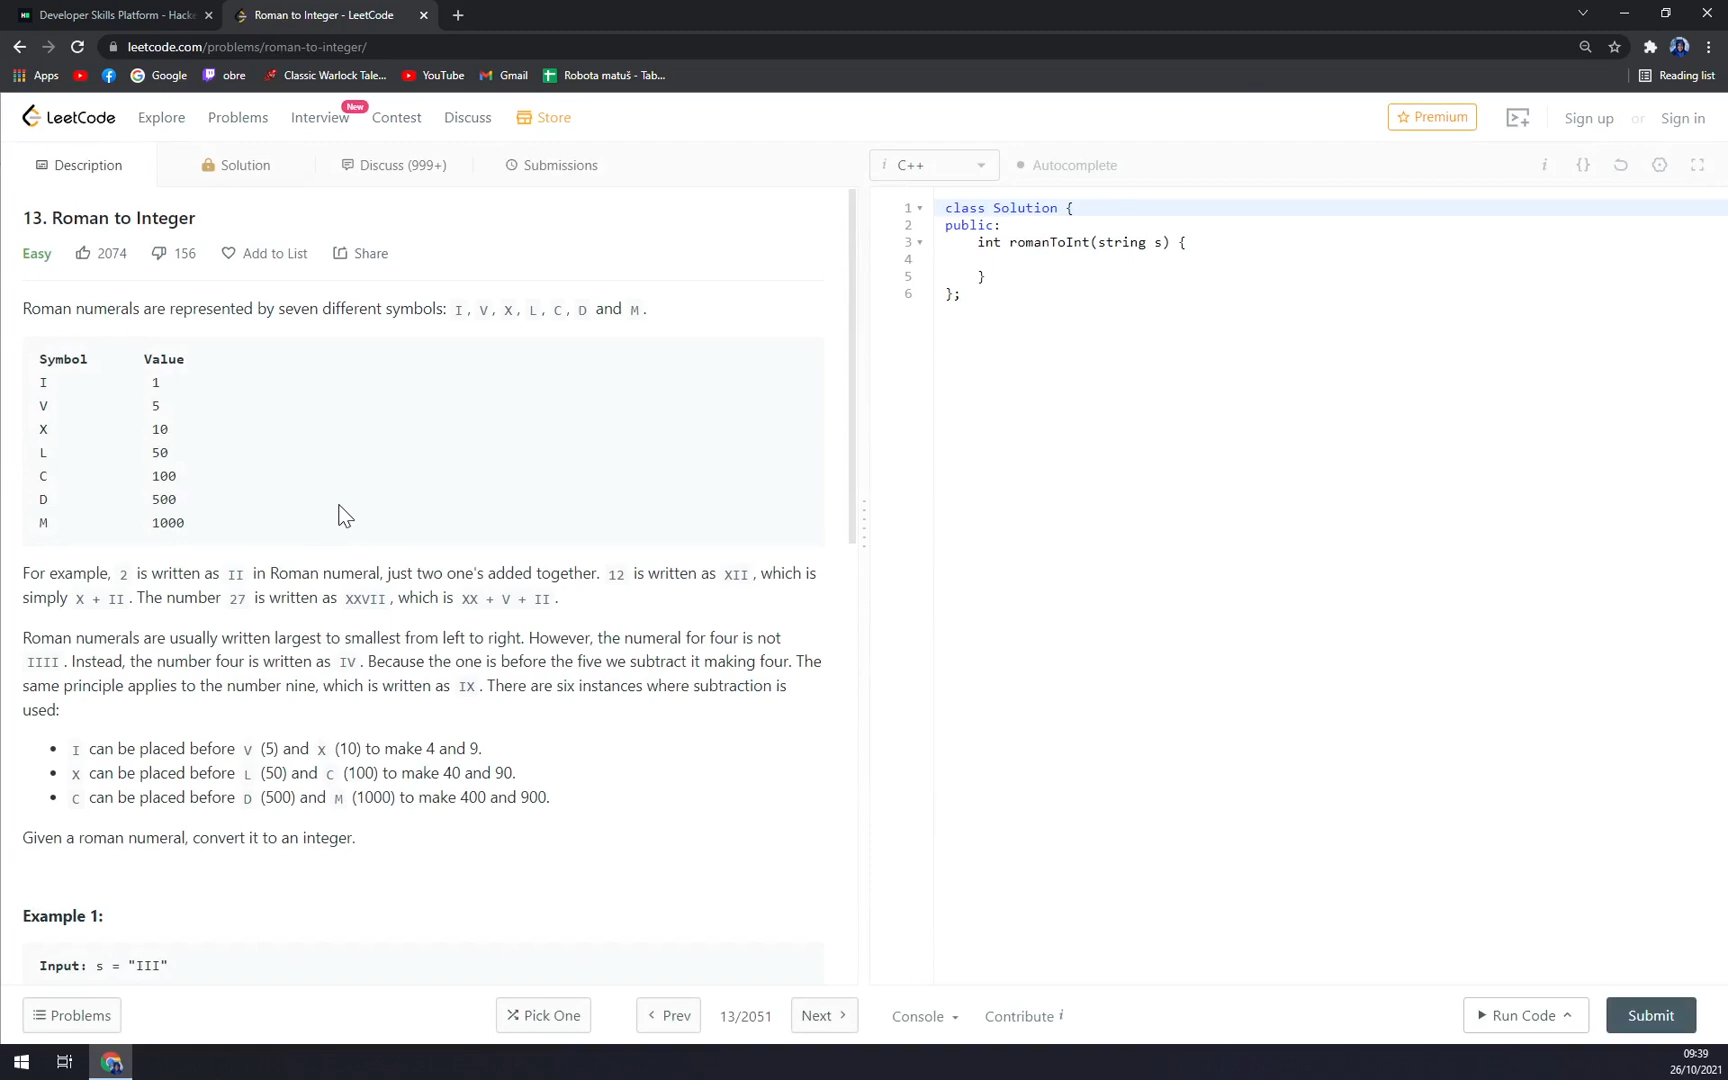 Developer Skills Platform - Hacke
Roman to Integer - LeetCode
leetcode.com/problems/roman-to-integer/
Apps
Google
obre
Classic Warlock Tale...
YouTube
Gmail
Robota matuš - Tab...
Reading list
LeetCode Explore Problems Interview New Contest Discuss Store
Premium Sign up or Sign in
Description Solution Discuss (999+) Submissions
i C++ Autocomplete
i {}
13. Roman to Integer
Easy 2074 156 Add to List Share
Roman numerals are represented by seven different symbols: I, V, X, L, C, D and M.
Symbol Value
I 1
V 5
X 10
L 50
C 100
D 500
M 1000
For example, 2 is written as II in Roman numeral, just two one's added together. 12 is written as XII, which is
simply X + II. The number 27 is written as XXVII, which is XX + V + II.
Roman numerals are usually written largest to smallest from left to right. However, the numeral for four is not
IIII. Instead, the number four is written as IV. Because the one is before the five we subtract it making four. The
same principle applies to the number nine, which is written as IX. There are six instances where subtraction is
used:
• I can be placed before V (5) and X (10) to make 4 and 9.
• X can be placed before L (50) and C (100) to make 40 and 90.
• C can be placed before D (500) and M (1000) to make 400 and 900.
Given a roman numeral, convert it to an integer.
Example 1:
Input: s = "III"
1 class Solution {
2 public:
3 int romanToInt(string s) {
4
5 }
6 };
Problems Pick One < Prev 13/2051 Next >
Console Contribute i
Run Code Submit
09:39
26/10/2021